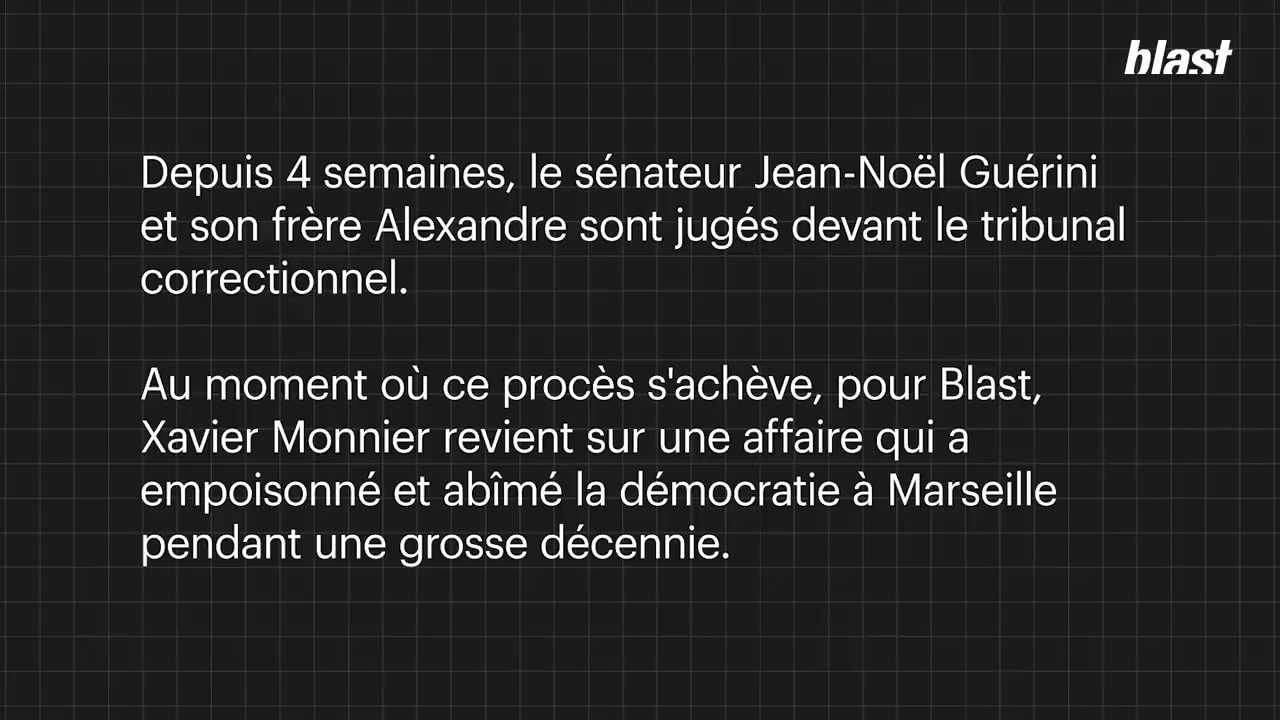 blast
Depuis 4 semaines, le sénateur Jean-Noël Guérini
et son frère Alexandre sont jugés devant le tribunal
correctionnel.
Au moment où ce procès s'achève, pour Blast,
Xavier Monnier revient sur une affaire qui a
empoisonné et abîmé la démocratie à Marseille
pendant une grosse décennie.